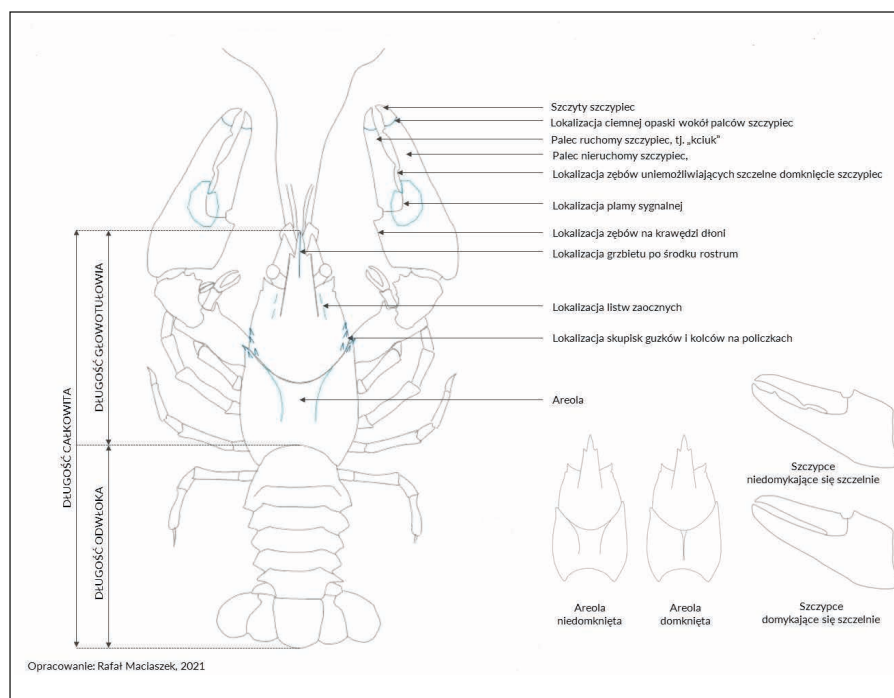 Szczyty szczypiec
Lokalizacja ciemnej opaski wokół palców szczypiec
Palec ruchomy szczypiec, tj. „kciuk”
Palec nieruchomy szczypiec,
Lokalizacja zębów uniemożliwiających szczelne domknięcie szczypiec
Lokalizacja plamy sygnalnej
Lokalizacja zębów na krawędzi dłoni
Lokalizacja grzbietu po środku rostrum
Lokalizacja listw zaocznych
Lokalizacja skupisk guzków i kolców na policzkach
Areola
DŁUGOŚĆ CAŁKOWITA
DŁUGOŚĆ GŁOWOTUŁOWIA
DŁUGOŚĆ ODWŁOKA
Szczypce
niedomykające się szczelnie
Areola
niedomknięta
Areola
domknięta
Szczypce
domykające się szczelnie
Opracowanie: Rafał Maciaszek, 2021